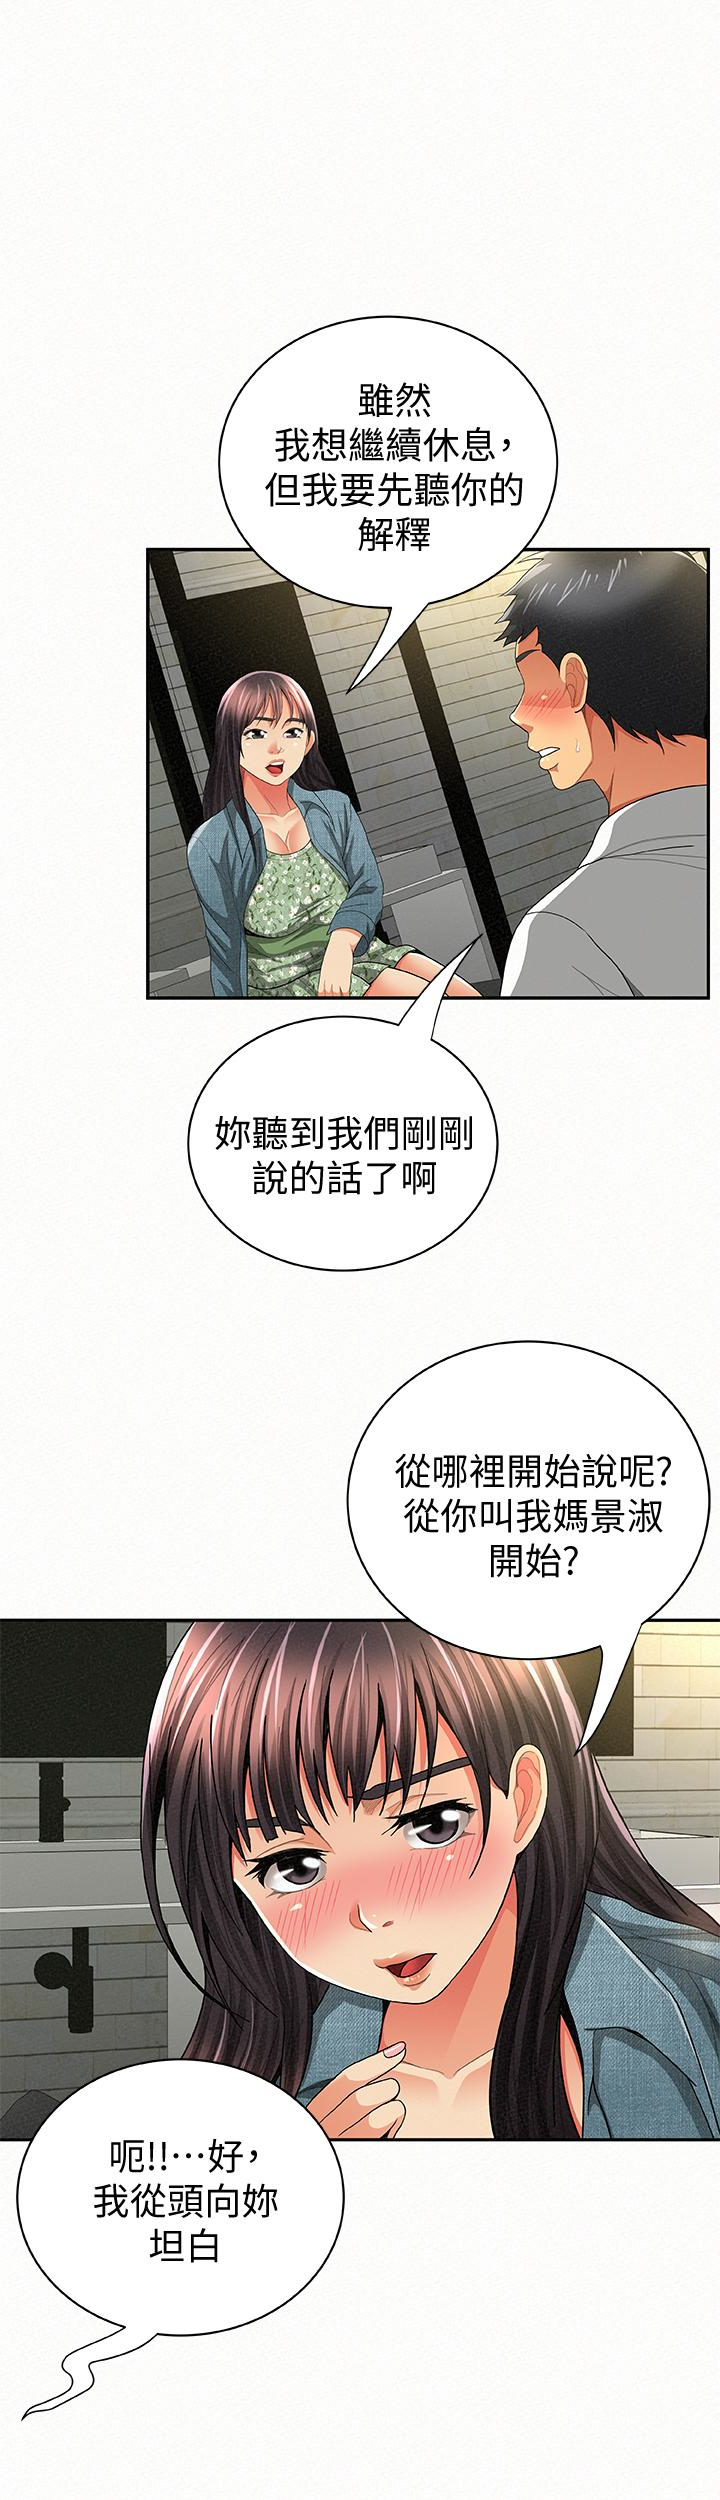 雖然
我想繼續休息，
但我要先聽你的
解釋
妳聽到我們剛剛
說的話了啊
從哪裡開始說呢?
從你叫我媽景淑
開始?
呃!!…好，
我從頭向妳
坦白